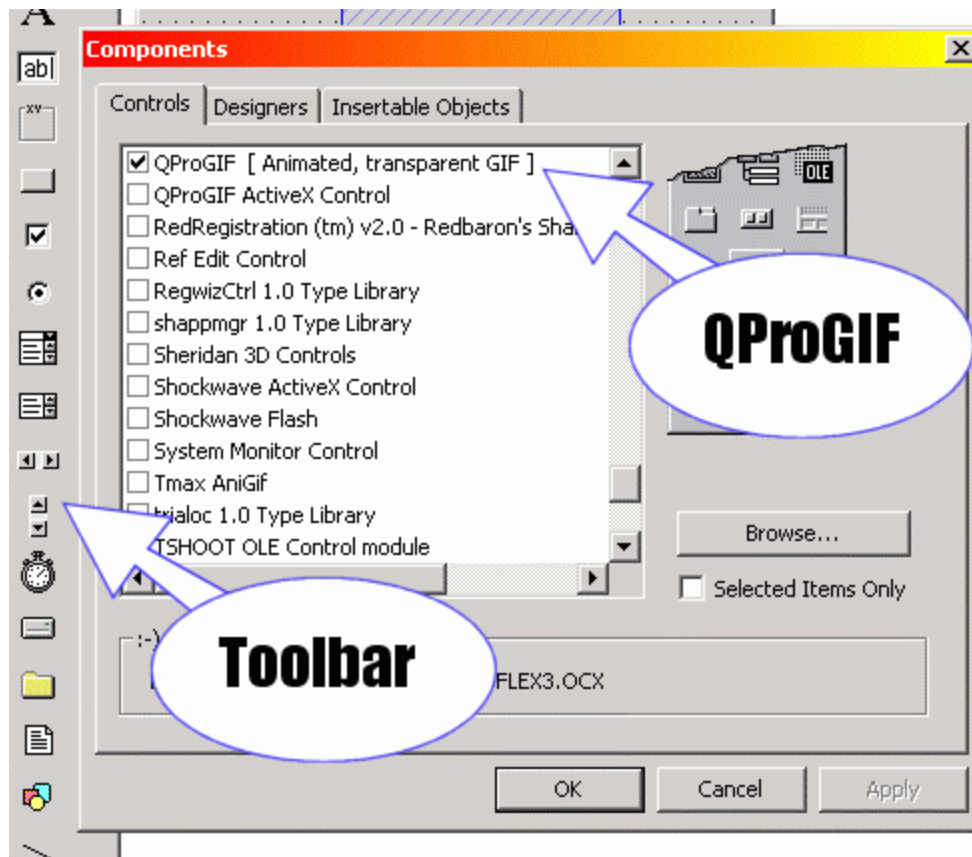 A
Components
ab
xv
Controls
Designers
Insertable Objects
QProGIF [ Animated, transparent GIF ]
QProGIF ActiveX Control
OLE
RedRegistration (tm) v2.0 - Redbaron's
Ref Edit Control
RegwizCtrl 1.0 Type Library
shappmgr 1.0 Type Library
QProGIF
Sheridan 3D Controls
Shockwave ActiveX Control
Shockwave Flash
System Monitor Control
Tmax AniGif
1.0 Type Library
TSHOOT OLE Control module
Browse...
Selected Items Only
:-)
Toolbar
FLEX3.OCX
OK
Cancel
Apply